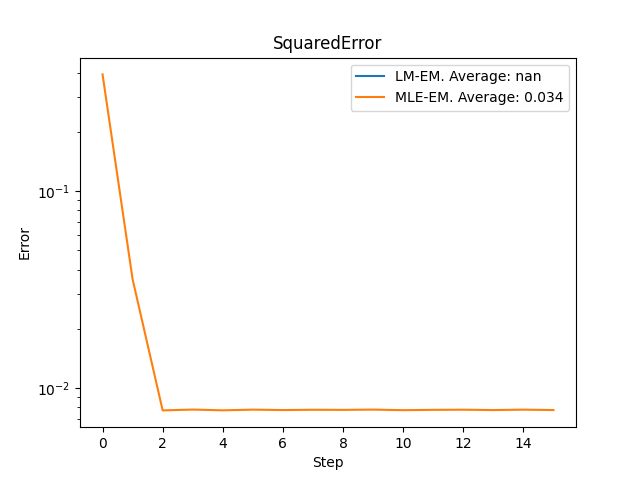 SquaredError
LM-EM. Average: nan
MLE-EM. Average: 0.034
10⁻¹
10⁻²
Error
0 2 4 6 8 10 12 14
Step